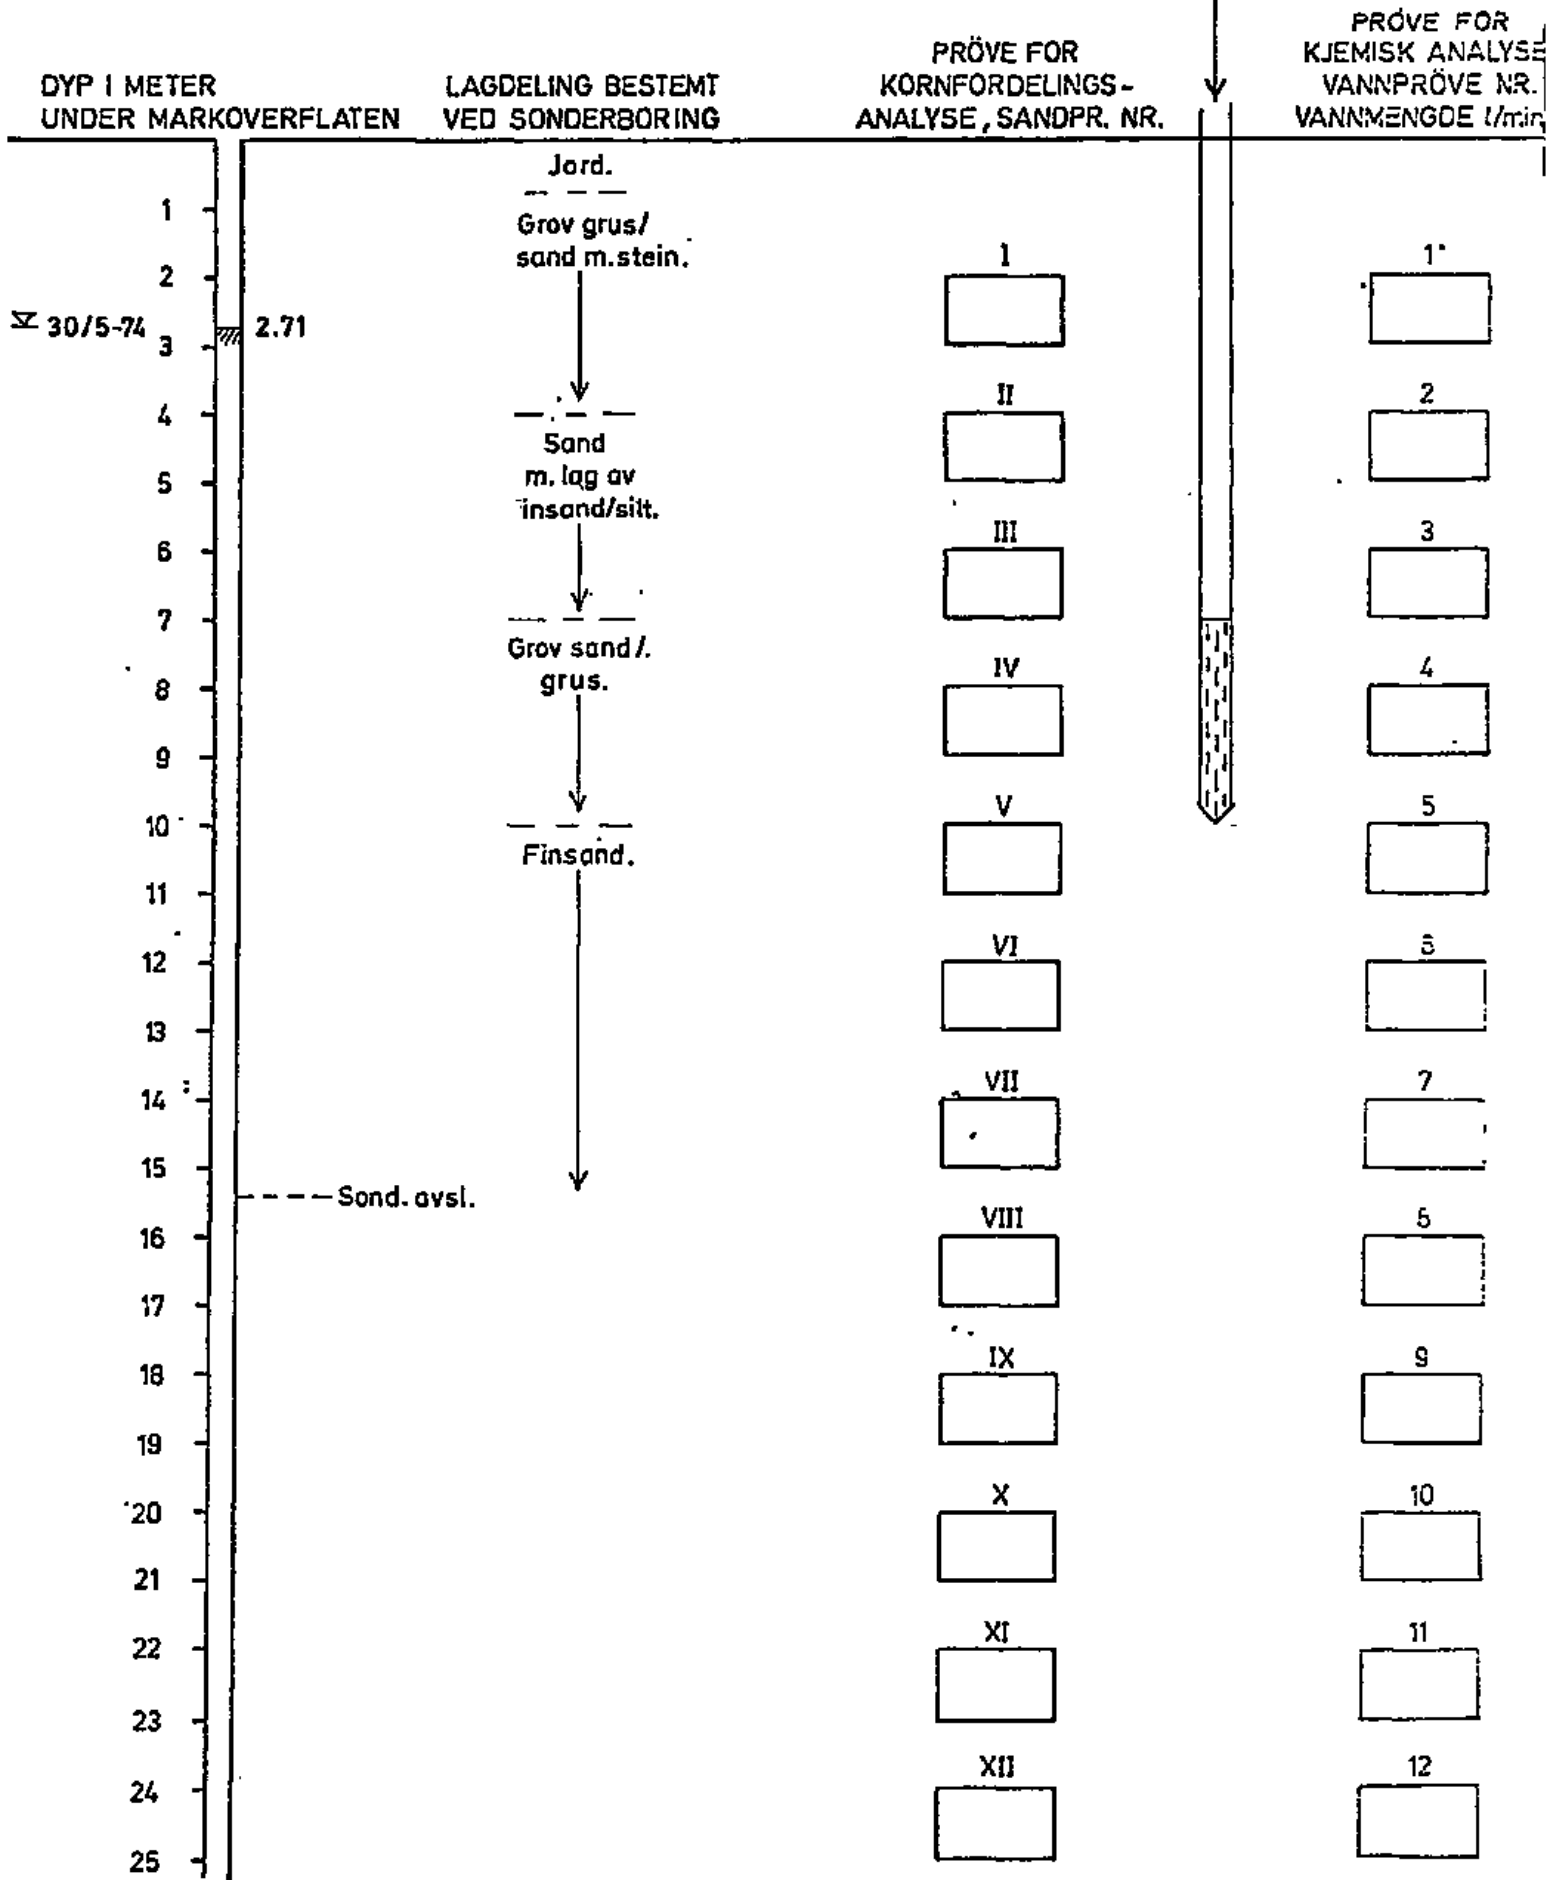 DYP I METER
UNDER MARKOVERFLATEN
LAGDELING BESTEMT
VED SONDERBORING
PRÖVE FOR
KORNFORDELINGS-
ANALYSE, SANDPR. NR.
PRÖVE FOR
KJEMISK ANALYSE
VANNPRÖVE NR.
VANNMENGDE l/min
Jord.
1
Grov grus/
sand m.stein.
2
I
1
30/5-74
2.71
3
4
II
2
Sand
m. lag av
5
insand/silt.
6
III
3
7
Grov sand/.
grus.
8
IV
4
9
10
V
5
Finsand.
11
12
VI
6
13
14
VII
7
15
Sond. avsl.
16
VIII
17
18
IX
9
19
20
X
10
21
22
XI
11
23
24
XII
12
25